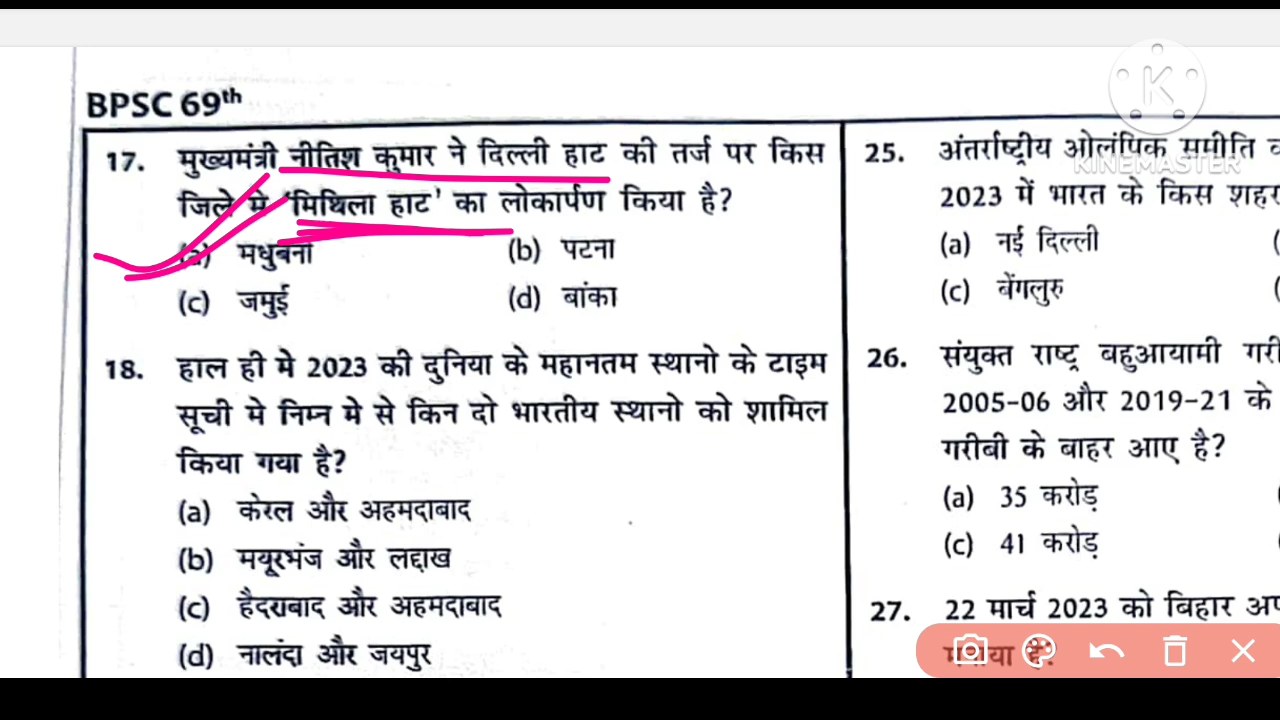 KINEMASTER
BPSC 69th
17. मुख्यमंत्री नीतिश कुमार ने दिल्ली हाट की तर्ज पर किस
जिले मे 'मिथिला हाट' का लोकार्पण किया है?
(a) मधुबनी (b) पटना
(c) जमुई (d) बांका
18. हाल ही मे 2023 की दुनिया के महानतम स्थानो के टाइम
सूची मे निम्न मे से किन दो भारतीय स्थानो को शामिल
किया गया है?
(a) केरल और अहमदाबाद
(b) मयूरभंज और लद्दाख
(c) हैदराबाद और अहमदाबाद
(d) नालंदा और जयपुर
25. अंतर्राष्ट्रीय ओलंपिक समीति
2023 में भारत के किस शहर
(a) नई दिल्ली
(c) बेंगलुरु
26. संयुक्त राष्ट्र बहुआयामी
2005-06 और 2019-21 के
गरीबी के बाहर आए है?
(a) 35 करोड़
(c) 41 करोड़
27. 22 मार्च 2023 को बिहार